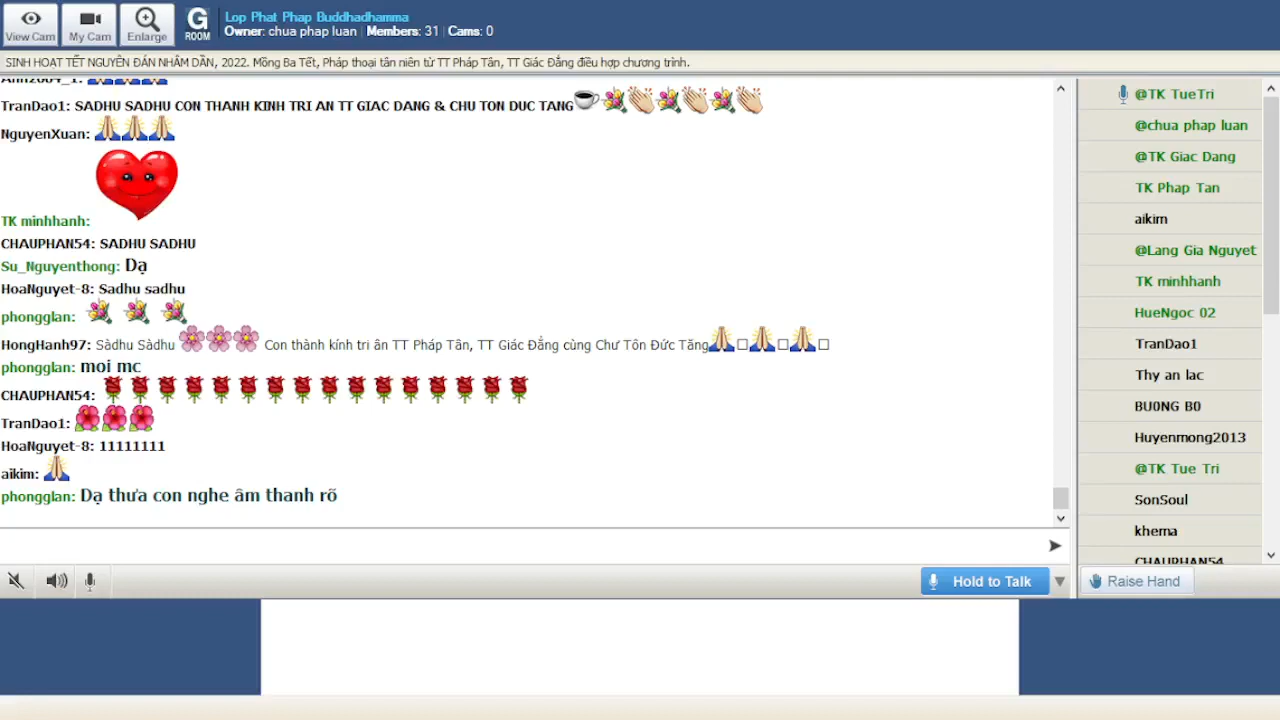 View Cam
My Cam
Enlarge
G
ROOM
Lop Phat Phap Buddhadhamma
Owner: chua phap luan | Members: 31 | Cams: 0
SINH HOẠT TẾT NGUYÊN ĐÁN NHÂM DẦN, 2022. Mồng Ba Tết, Pháp thoại tân niên từ TT Pháp Tân, TT Giác Đẳng điều hợp chương trình.
TranDao1: SADHU SADHU CON THANH KINH TRI AN TT GIAC DANG & CHU TON DUC TANG
NguyenXuan:
TK minhhanh:
CHAUPHAN54: SADHU SADHU
Su_Nguyenthong: Dạ
HoaNguyet-8: Sadhu sadhu
phongglan:
HongHanh97: Sàdhu Sàdhu Con thành kính tri ân TT Pháp Tân, TT Giác Đẳng cùng Chư Tôn Đức Tăng
phongglan: moi mc
CHAUPHAN54:
TranDao1:
HoaNguyet-8: 11111111
aikim:
phongglan: Dạ thưa con nghe âm thanh rõ
@TK TueTri
@chua phap luan
@TK Giac Dang
TK Phap Tan
aikim
@Lang Gia Nguyet
TK minhhanh
HueNgoc 02
TranDao1
Thy an lac
BU0NG B0
Huyenmong2013
@TK Tue Tri
SonSoul
khema
CHAUPHAN54
Hold to Talk
Raise Hand